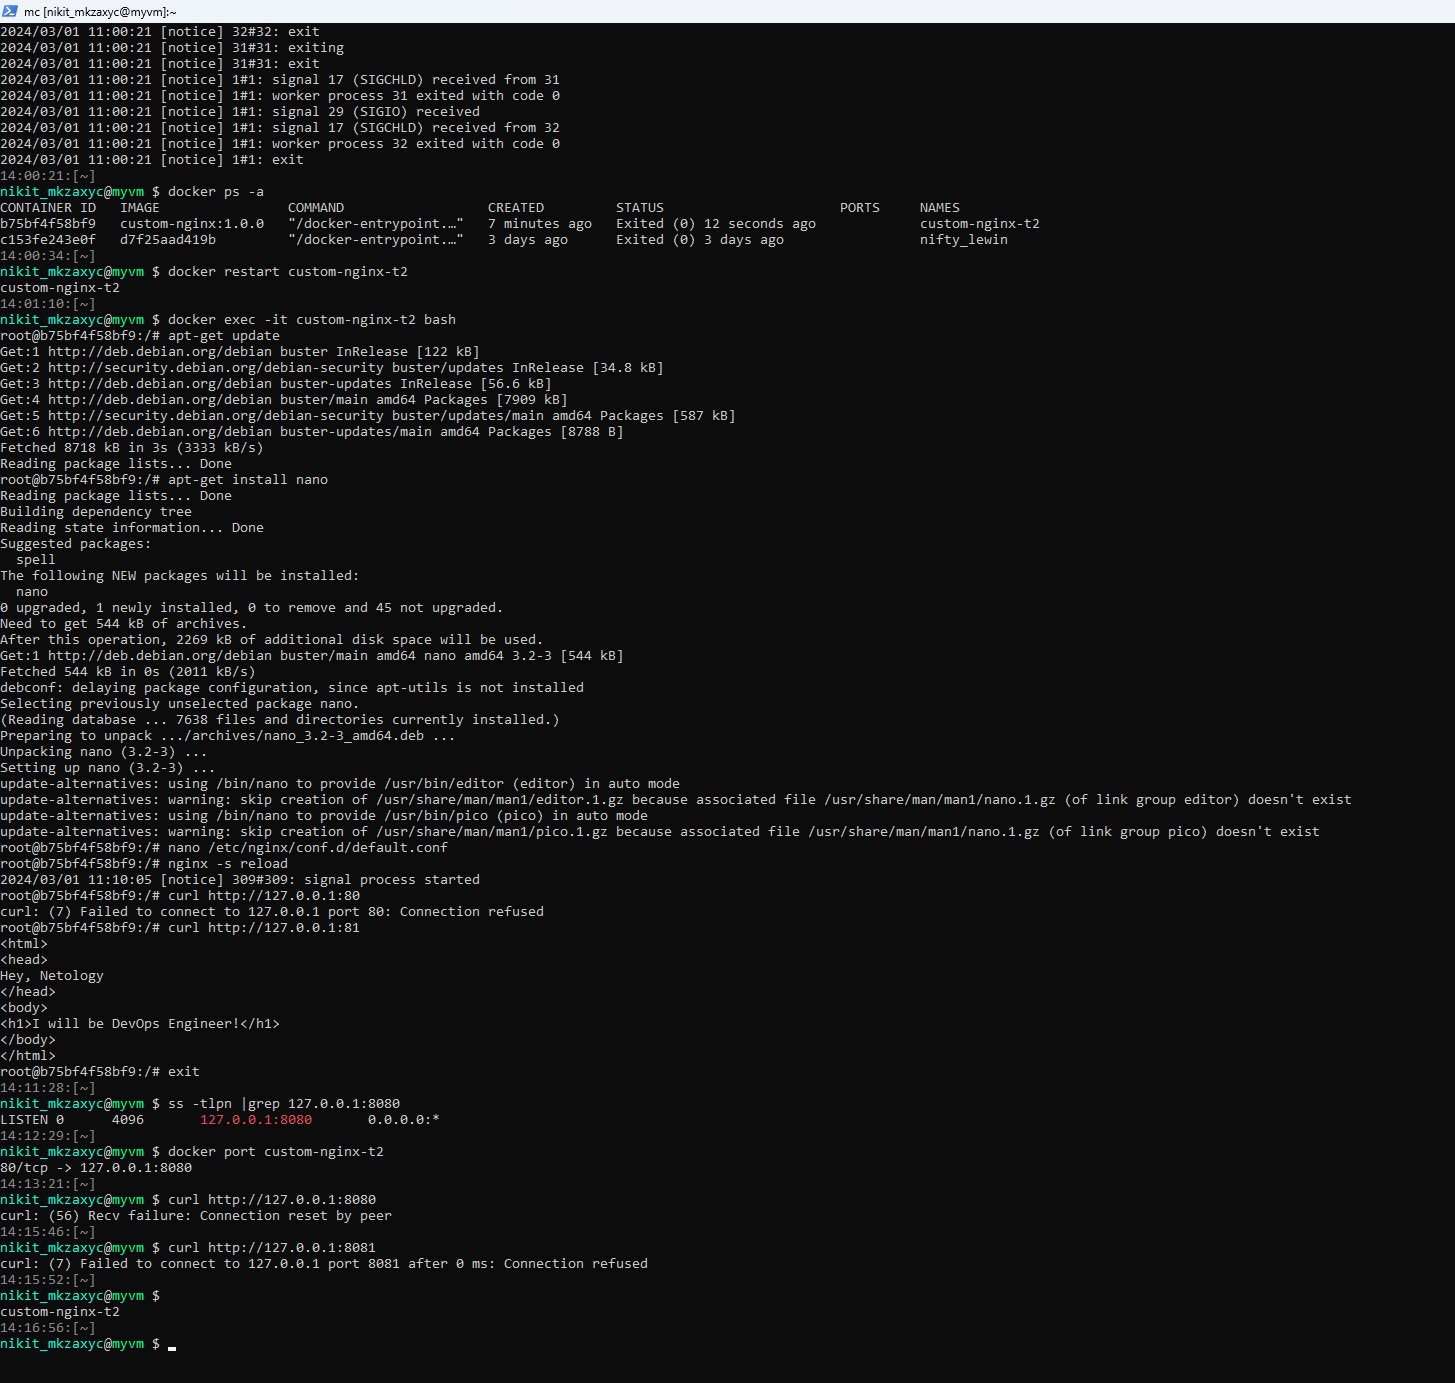 mc [nikit_mkzaxyc@myvm]:~
2024/03/01 11:00:21 [notice] 32#32: exit
2024/03/01 11:00:21 [notice] 31#31: exiting
2024/03/01 11:00:21 [notice] 31#31: exit
2024/03/01 11:00:21 [notice] 1#1: signal 17 (SIGCHLD) received from 31
2024/03/01 11:00:21 [notice] 1#1: worker process 31 exited with code 0
2024/03/01 11:00:21 [notice] 1#1: signal 29 (SIGIO) received
2024/03/01 11:00:21 [notice] 1#1: signal 17 (SIGCHLD) received from 32
2024/03/01 11:00:21 [notice] 1#1: worker process 32 exited with code 0
2024/03/01 11:00:21 [notice] 1#1: exit
14:00:21:[~]
nikit_mkzaxyc@myvm $ docker ps -a
CONTAINER ID   IMAGE                COMMAND                  CREATED         STATUS                      PORTS     NAMES
b75bf4f58bf9   custom-nginx:1.0.0   "/docker-entrypoint.…"   7 minutes ago   Exited (0) 12 seconds ago             custom-nginx-t2
c153fe243e0f   d7f25aad419b         "/docker-entrypoint.…"   3 days ago      Exited (0) 3 days ago                 nifty_lewin
14:00:34:[~]
nikit_mkzaxyc@myvm $ docker restart custom-nginx-t2
custom-nginx-t2
14:01:10:[~]
nikit_mkzaxyc@myvm $ docker exec -it custom-nginx-t2 bash
root@b75bf4f58bf9:/# apt-get update
Get:1 http://deb.debian.org/debian buster InRelease [122 kB]
Get:2 http://security.debian.org/debian-security buster/updates InRelease [34.8 kB]
Get:3 http://deb.debian.org/debian buster-updates InRelease [56.6 kB]
Get:4 http://deb.debian.org/debian buster/main amd64 Packages [7909 kB]
Get:5 http://security.debian.org/debian-security buster/updates/main amd64 Packages [587 kB]
Get:6 http://deb.debian.org/debian buster-updates/main amd64 Packages [8788 B]
Fetched 8718 kB in 3s (3333 kB/s)
Reading package lists... Done
root@b75bf4f58bf9:/# apt-get install nano
Reading package lists... Done
Building dependency tree
Reading state information... Done
Suggested packages:
  spell
The following NEW packages will be installed:
  nano
0 upgraded, 1 newly installed, 0 to remove and 45 not upgraded.
Need to get 544 kB of archives.
After this operation, 2269 kB of additional disk space will be used.
Get:1 http://deb.debian.org/debian buster/main amd64 nano amd64 3.2-3 [544 kB]
Fetched 544 kB in 0s (2011 kB/s)
debconf: delaying package configuration, since apt-utils is not installed
Selecting previously unselected package nano.
(Reading database ... 7638 files and directories currently installed.)
Preparing to unpack .../archives/nano_3.2-3_amd64.deb ...
Unpacking nano (3.2-3) ...
Setting up nano (3.2-3) ...
update-alternatives: using /bin/nano to provide /usr/bin/editor (editor) in auto mode
update-alternatives: warning: skip creation of /usr/share/man/man1/editor.1.gz because associated file /usr/share/man/man1/nano.1.gz (of link group editor) doesn't exist
update-alternatives: using /bin/nano to provide /usr/bin/pico (pico) in auto mode
update-alternatives: warning: skip creation of /usr/share/man/man1/pico.1.gz because associated file /usr/share/man/man1/nano.1.gz (of link group pico) doesn't exist
root@b75bf4f58bf9:/# nano /etc/nginx/conf.d/default.conf
root@b75bf4f58bf9:/# nginx -s reload
2024/03/01 11:10:05 [notice] 309#309: signal process started
root@b75bf4f58bf9:/# curl http://127.0.0.1:80
curl: (7) Failed to connect to 127.0.0.1 port 80: Connection refused
root@b75bf4f58bf9:/# curl http://127.0.0.1:81
<html>
<head>
Hey, Netology
</head>
<body>
<h1>I will be DevOps Engineer!</h1>
</body>
</html>
root@b75bf4f58bf9:/# exit
14:11:28:[~]
nikit_mkzaxyc@myvm $ ss -tlpn |grep 127.0.0.1:8080
LISTEN 0      4096       127.0.0.1:8080       0.0.0.0:*
14:12:29:[~]
nikit_mkzaxyc@myvm $ docker port custom-nginx-t2
80/tcp -> 127.0.0.1:8080
14:13:21:[~]
nikit_mkzaxyc@myvm $ curl http://127.0.0.1:8080
curl: (56) Recv failure: Connection reset by peer
14:15:46:[~]
nikit_mkzaxyc@myvm $ curl http://127.0.0.1:8081
curl: (7) Failed to connect to 127.0.0.1 port 8081 after 0 ms: Connection refused
14:15:52:[~]
nikit_mkzaxyc@myvm $
custom-nginx-t2
14:16:56:[~]
nikit_mkzaxyc@myvm $